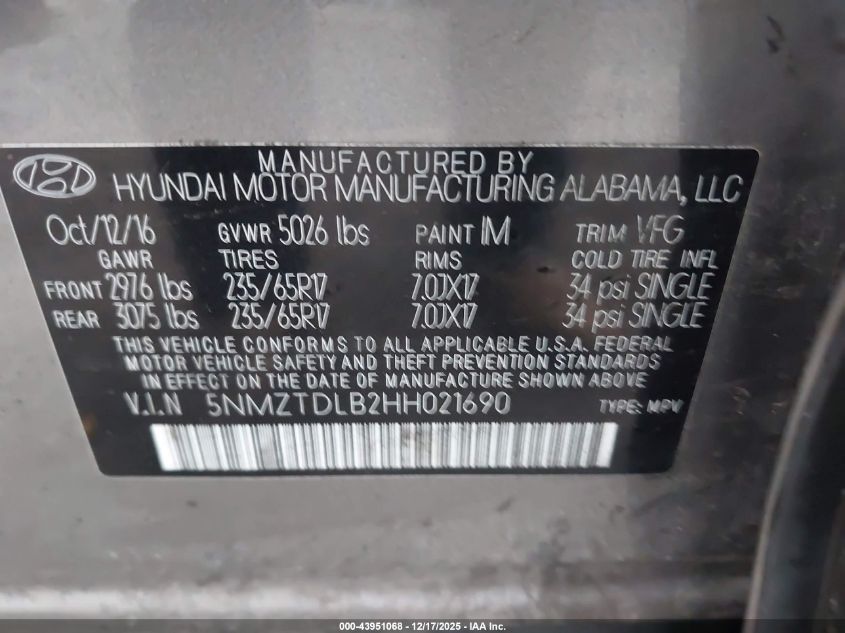 MANUFACTURED BY
HYUNDAI MOTOR MANUFACTURING ALABAMA, LLC
Oct/12/16 GVWR 5026 lbs PAINT IM TRIM VFG
GAWR TIRES RIMS COLD TIRE INFL
FRONT 2976 lbs 235/65R17 7.0JX17 34 psi SINGLE
REAR 3075 lbs 235/65R17 7.0JX17 34 psi SINGLE
THIS VEHICLE CONFORMS TO ALL APPLICABLE U.S.A. FEDERAL
MOTOR VEHICLE SAFETY AND THEFT PREVENTION STANDARDS
IN EFFECT ON THE DATE OF MANUFACTURE SHOWN ABOVE.
V.I.N 5NMZTDLB2HH021690 TYPE: MPV
000-43951068 - 12/17/2025 - IAA Inc.